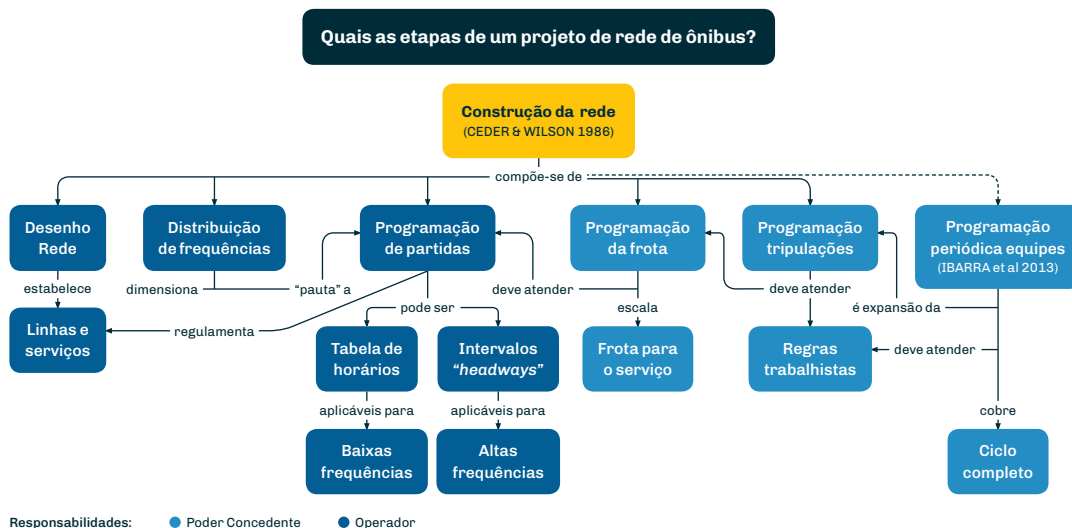 Quais as etapas de um projeto de rede de ônibus?
Construção da rede
(CEDER & WILSON 1986)
compõe-se de
Desenho
Rede
Distribuição
de frequências
Programação
de partidas
Programação
da frota
Programação
tripulações
Programação
periódica equipes
(IBARRA et al 2013)
estabelece
dimensiona
"pauta" a
deve atender
deve atender
é expansão da
pode ser
escala
Linhas e
serviços
regulamenta
Tabela de
horários
Intervalos
"headways"
Frota para
o serviço
Regras
trabalhistas
deve atender
aplicáveis para
aplicáveis para
cobre
Baixas
frequências
Altas
frequências
Ciclo
completo
Responsabilidades:
Poder Concedente
Operador